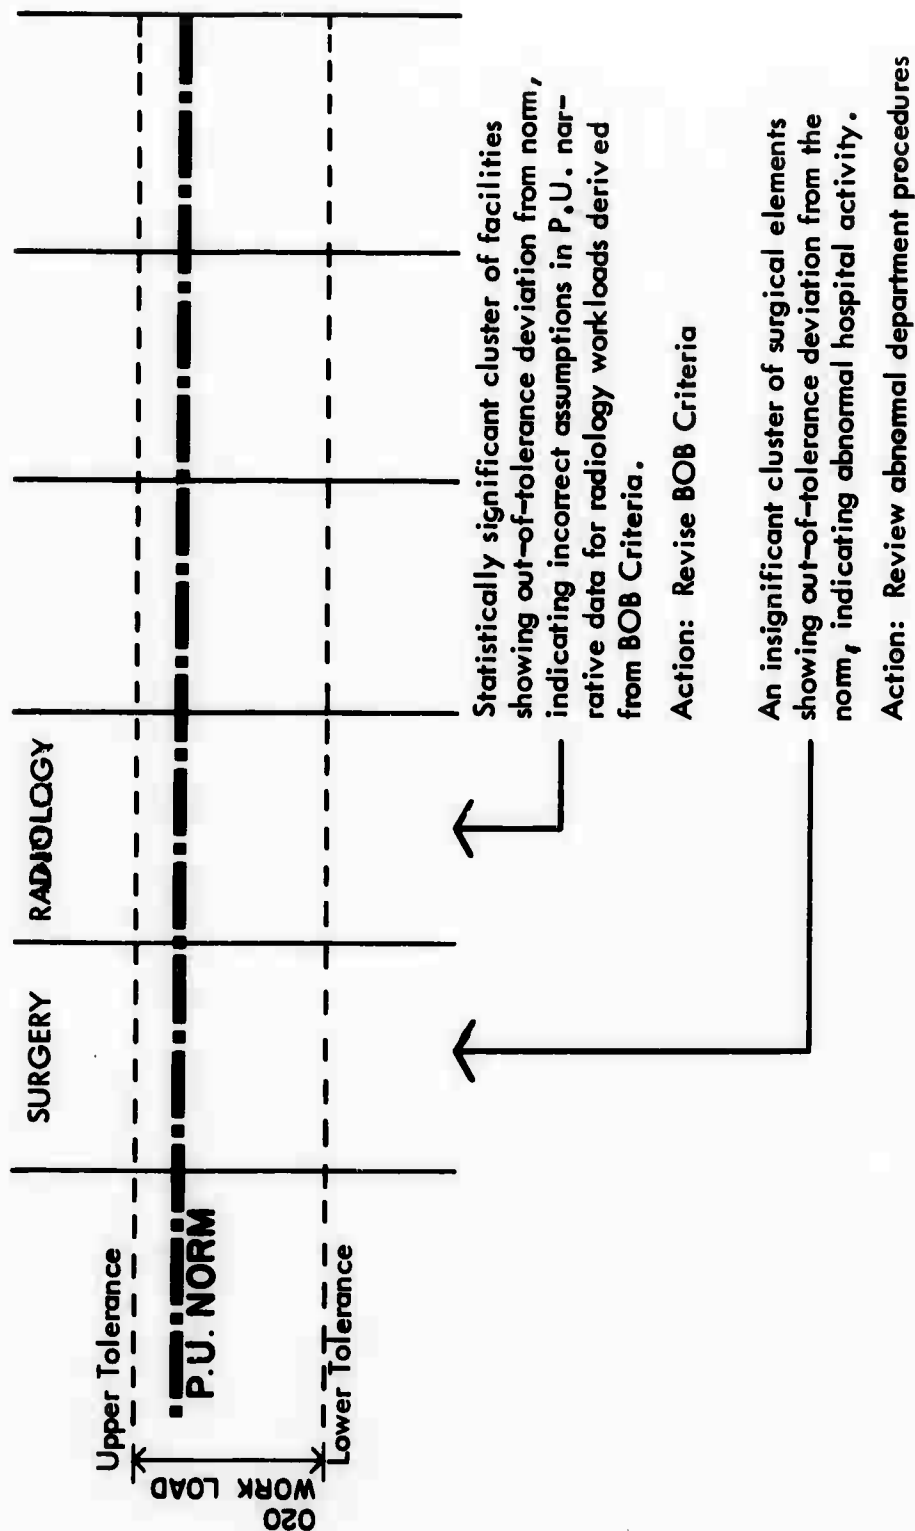 SURGERY
RADIOLOGY
Upper Tolerance
P.U. NORM
Lower Tolerance
020
WORK LOAD
Statistically significant cluster of facilities
showing out-of-tolerance deviation from norm,
indicating incorrect assumptions in P.U. nar-
rative data for radiology workloads derived
from BOB Criteria.
Action: Revise BOB Criteria
An insignificant cluster of surgical elements
showing out-of-tolerance deviation from the
norm, indicating abnormal hospital activity.
Action: Review abnormal department procedures